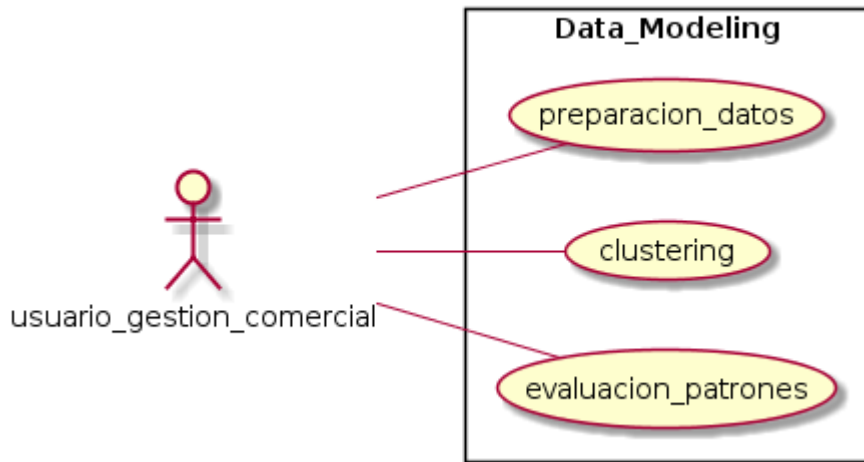 Data_Modeling
preparacion_datos
clustering
usuario_gestion_comercial
evaluacion_patrones